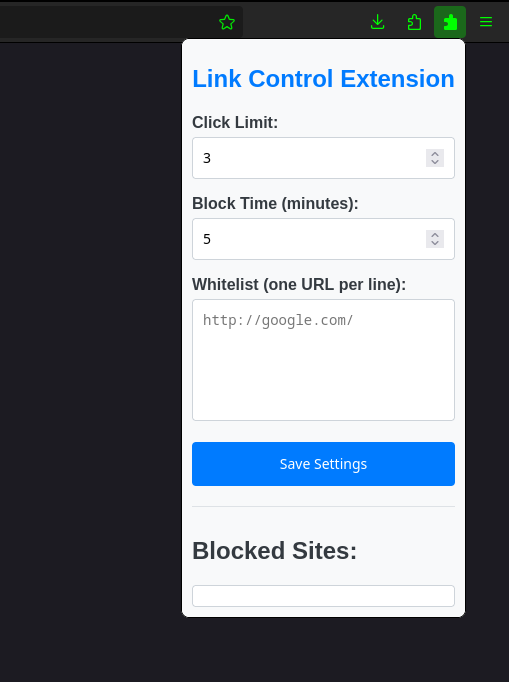 Link Control Extension
Click Limit:
3
Block Time (minutes):
5
Whitelist (one URL per line):
http://google.com/
Save Settings
Blocked Sites: